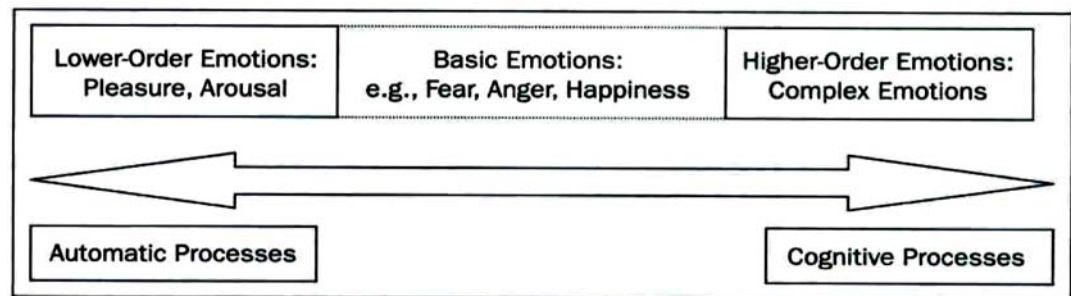 Lower-Order Emotions:
Pleasure, Arousal
Basic Emotions:
e.g., Fear, Anger, Happiness
Higher-Order Emotions:
Complex Emotions
Automatic Processes
Cognitive Processes